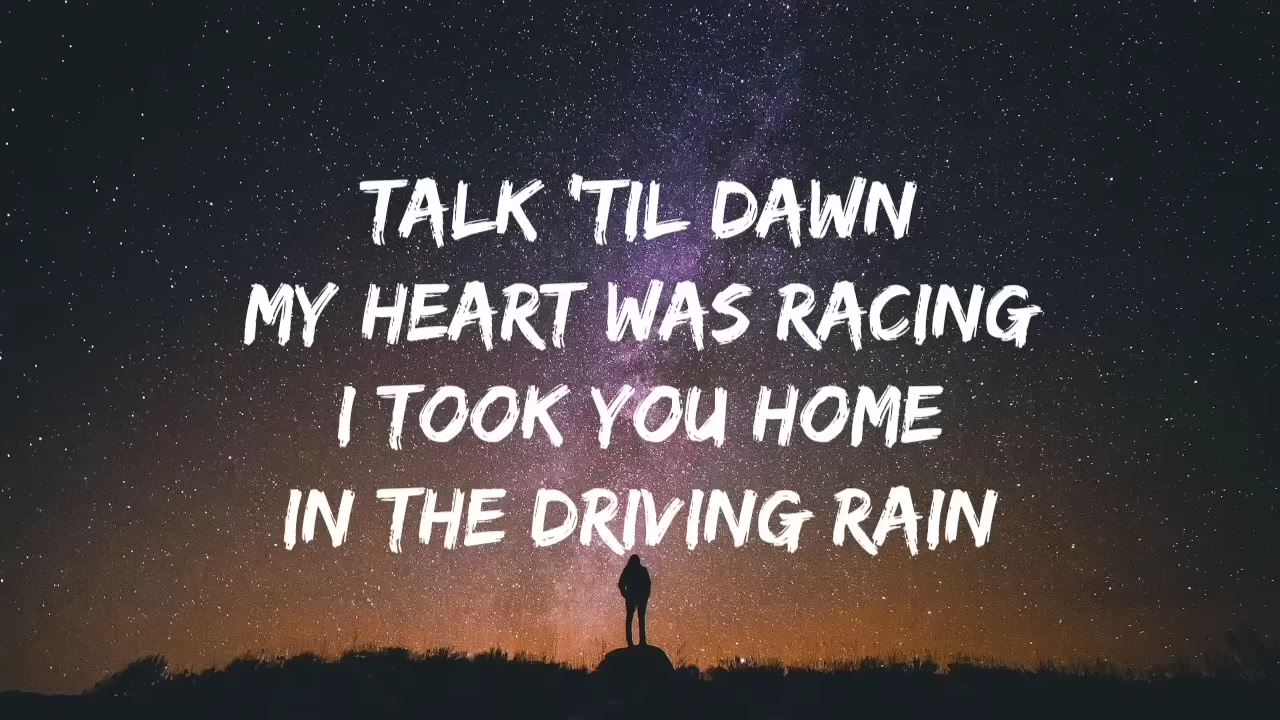 TALK 'TIL DAWN
MY HEART WAS RACING
I TOOK YOU HOME
IN THE DRIVING RAIN